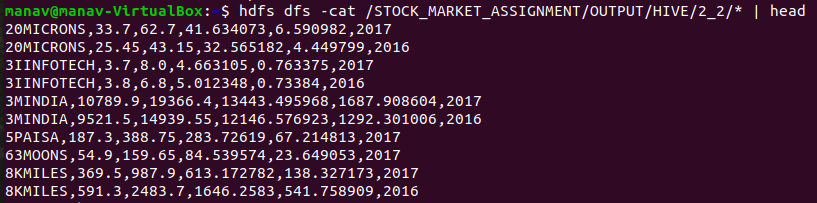 manav@manav-VirtualBox:~$ hdfs dfs -cat /STOCK_MARKET_ASSIGNMENT/OUTPUT/HIVE/2_2/* | head
20MICRONS,33.7,62.7,41.634073,6.590982,2017
20MICRONS,25.45,43.15,32.565182,4.449799,2016
3IINFOTECH,3.7,8.0,4.663105,0.763375,2017
3IINFOTECH,3.8,6.8,5.012348,0.73384,2016
3MINDIA,10789.9,19366.4,13443.495968,1687.908604,2017
3MINDIA,9521.5,14939.55,12146.576923,1292.301006,2016
5PAISA,187.3,388.75,283.72619,67.214813,2017
63MOONS,54.9,159.65,84.539574,23.649053,2017
8KMILES,369.5,987.9,613.172782,138.327173,2017
8KMILES,591.3,2483.7,1646.2583,541.758909,2016